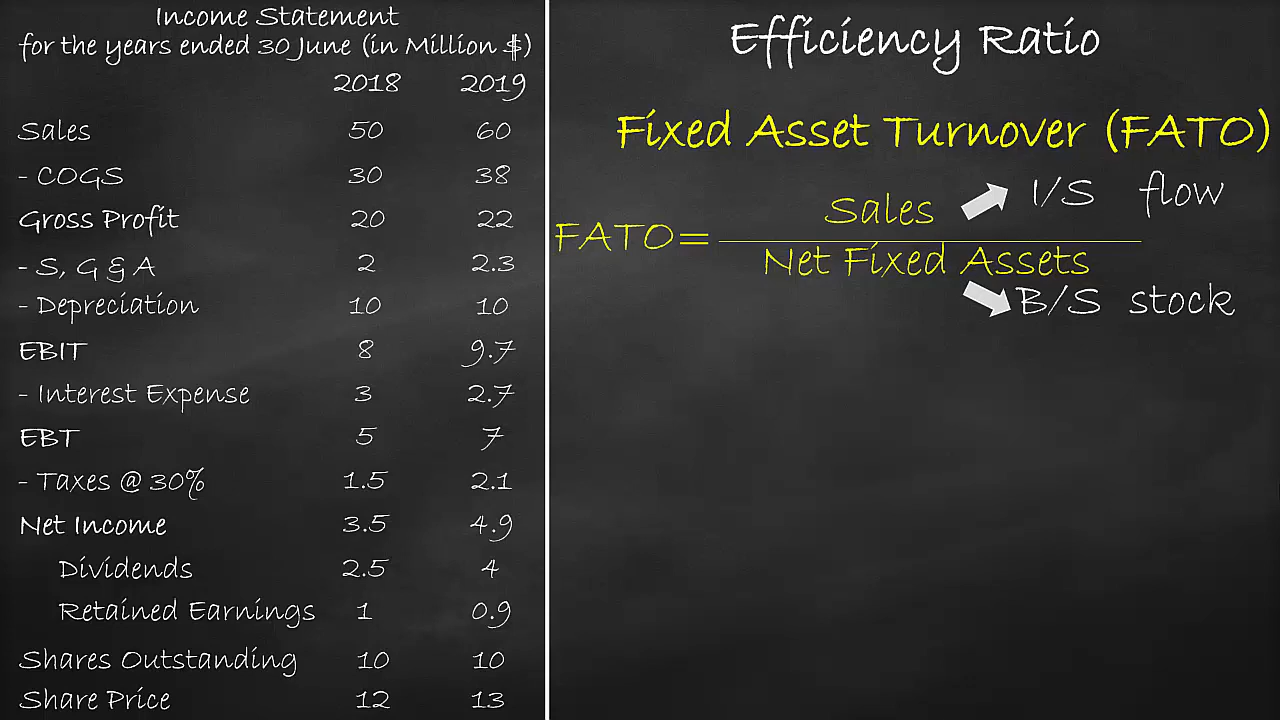 Income Statement
for the years ended 30 June (in Million $)
2018 2019
Sales 50 60
- COGS 30 38
Gross Profit 20 22
- S, G & A 2 2.3
- Depreciation 10 10
EBIT 8 9.7
- Interest Expense 3 2.7
EBT 5 7
- Taxes @ 30% 1.5 2.1
Net Income 3.5 4.9
Dividends 2.5 4
Retained Earnings 1 0.9
Shares Outstanding 10 10
Share Price 12 13
Efficiency Ratio
Fixed Asset Turnover (FATO)
I/S flow
FATO= Sales
Net Fixed Assets
B/S stock